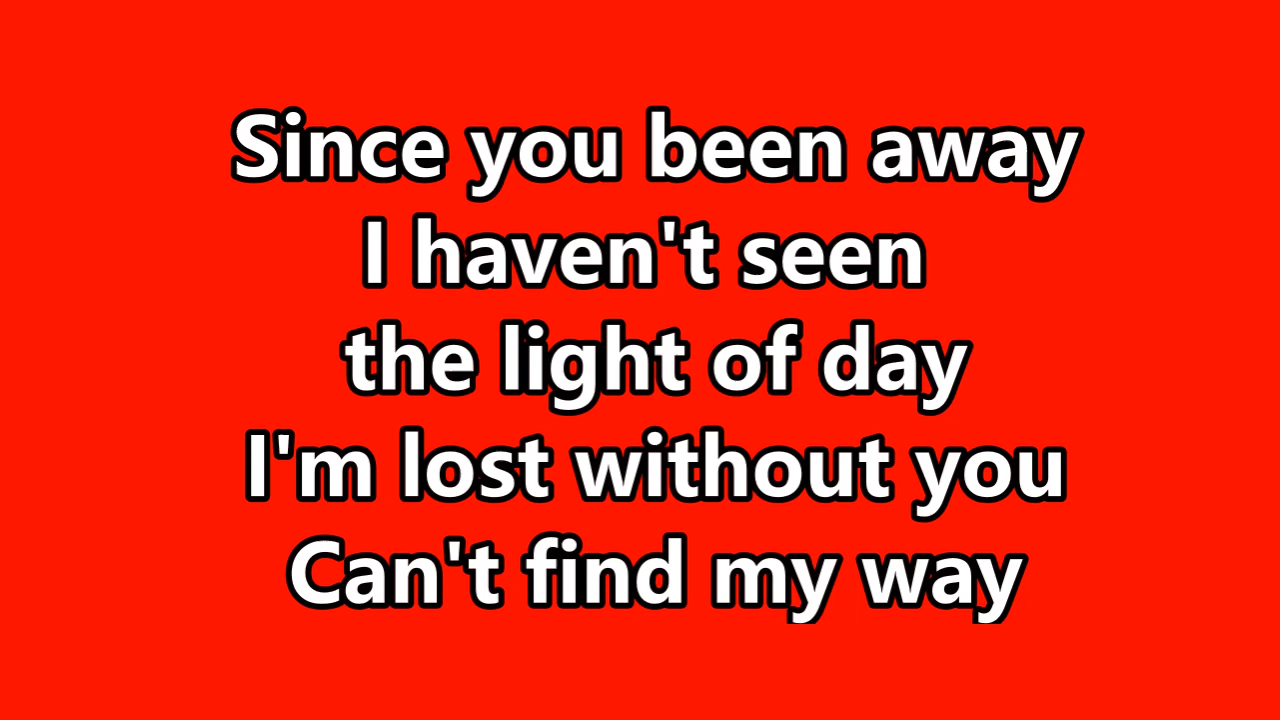 Since you been away
I haven't seen
the light of day
I'm lost without you
Can't find my way